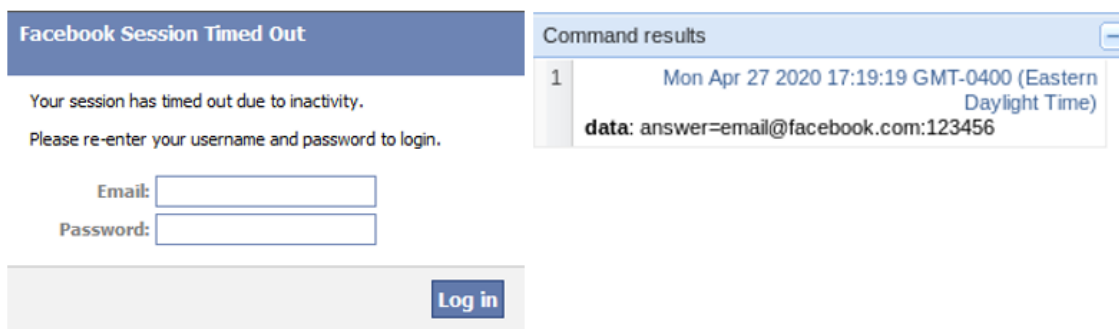 Facebook Session Timed Out
Your session has timed out due to inactivity.
Please re-enter your username and password to login.
Email:
Password:
Log in
Command results
1
Mon Apr 27 2020 17:19:19 GMT-0400 (Eastern
Daylight Time)
data: answer=email@facebook.com:123456